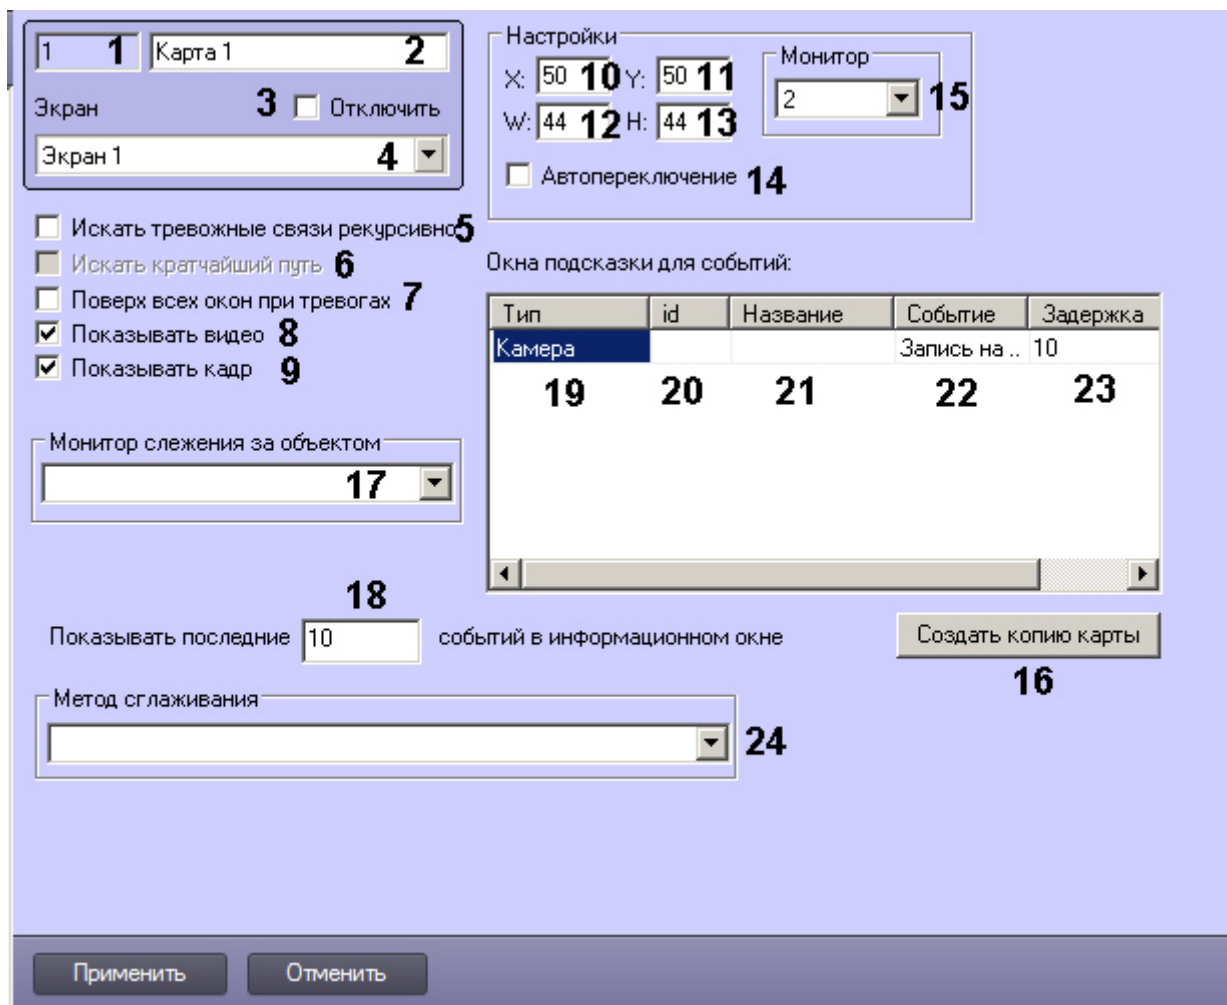 1 1 Карта 1 2
Экран 3 Отключить
Экран 1 4
Искать тревожные связи рекурсивно 5
Искать кратчайший путь 6
Поверх всех окон при тревогах 7
Показывать видео 8
Показывать кадр 9
Настройки
X: 50 10 Y: 50 11
W: 44 12 H: 44 13
Монитор
2 15
Автопереключение 14
Окна подсказки для событий:
Тип id Название Событие Задержка
Камера Запись на .. 10
19 20 21 22 23
Монитор слежения за объектом
17
18
Показывать последние 10 событий в информационном окне
Создать копию карты
16
Метод сглаживания
24
Применить Отменить